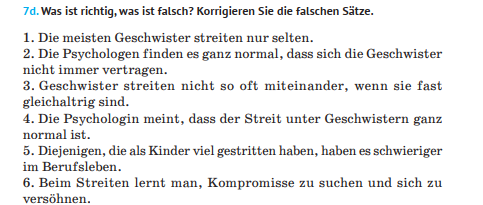 7d. Was ist richtig, was ist falsch? Korrigieren Sie die falschen Sätze.
1. Die meisten Geschwister streiten nur selten.
2. Die Psychologen finden es ganz normal, dass sich die Geschwister
nicht immer vertragen.
3. Geschwister streiten nicht so oft miteinander, wenn sie fast
gleichaltrig sind.
4. Die Psychologin meint, dass der Streit unter Geschwistern ganz
normal ist.
5. Diejenigen, die als Kinder viel gestritten haben, haben es schwieriger
im Berufsleben.
6. Beim Streiten lernt man, Kompromisse zu suchen und sich zu
versöhnen.